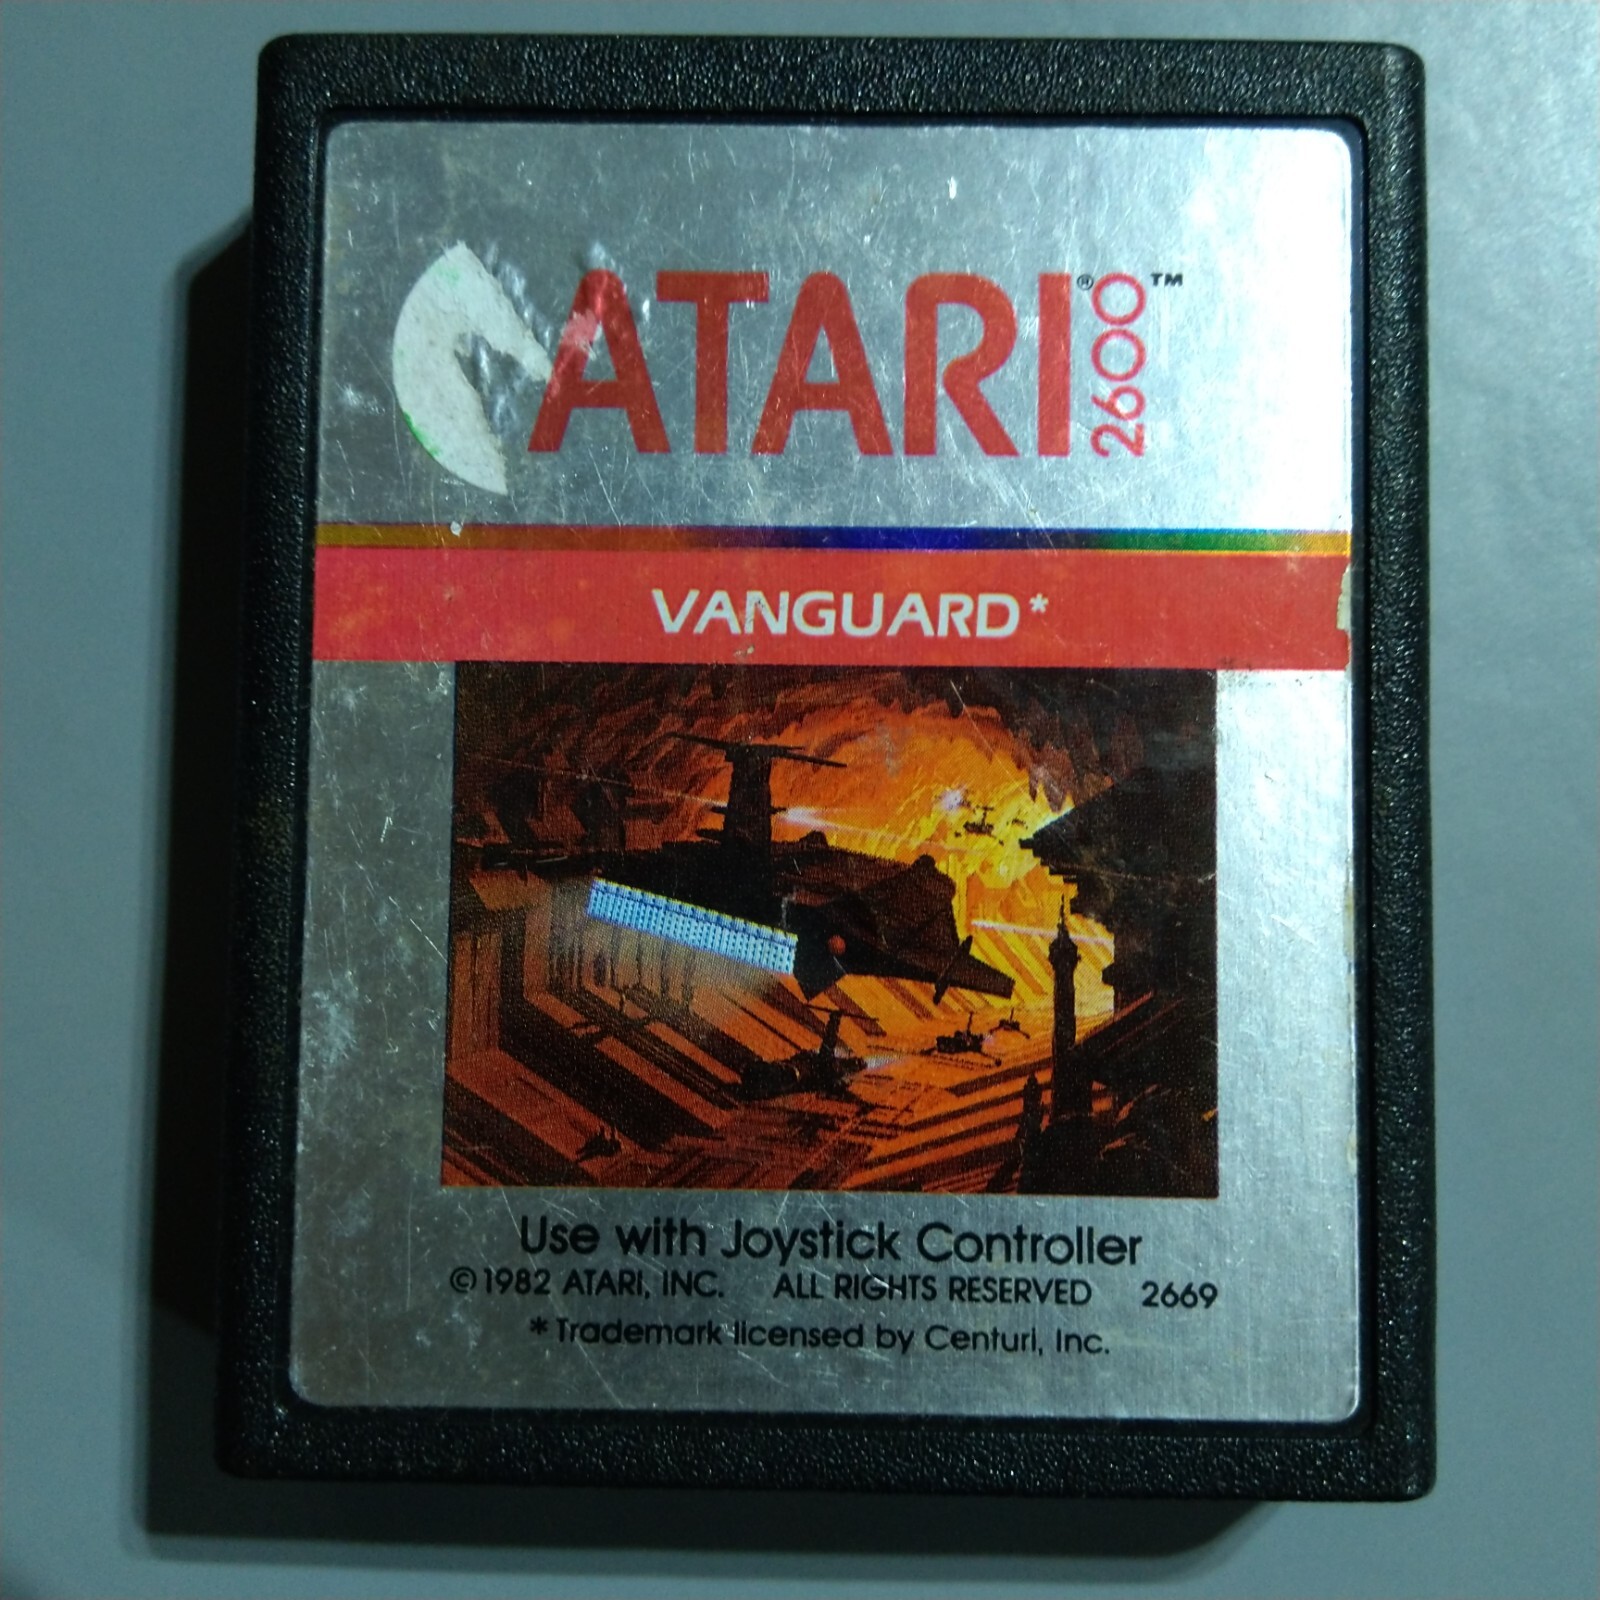 ATARI® 2600™
VANGUARD*
Use with Joystick Controller
© 1982 ATARI, INC. ALL RIGHTS RESERVED 2669
*Trademark licensed by Centuri, Inc.